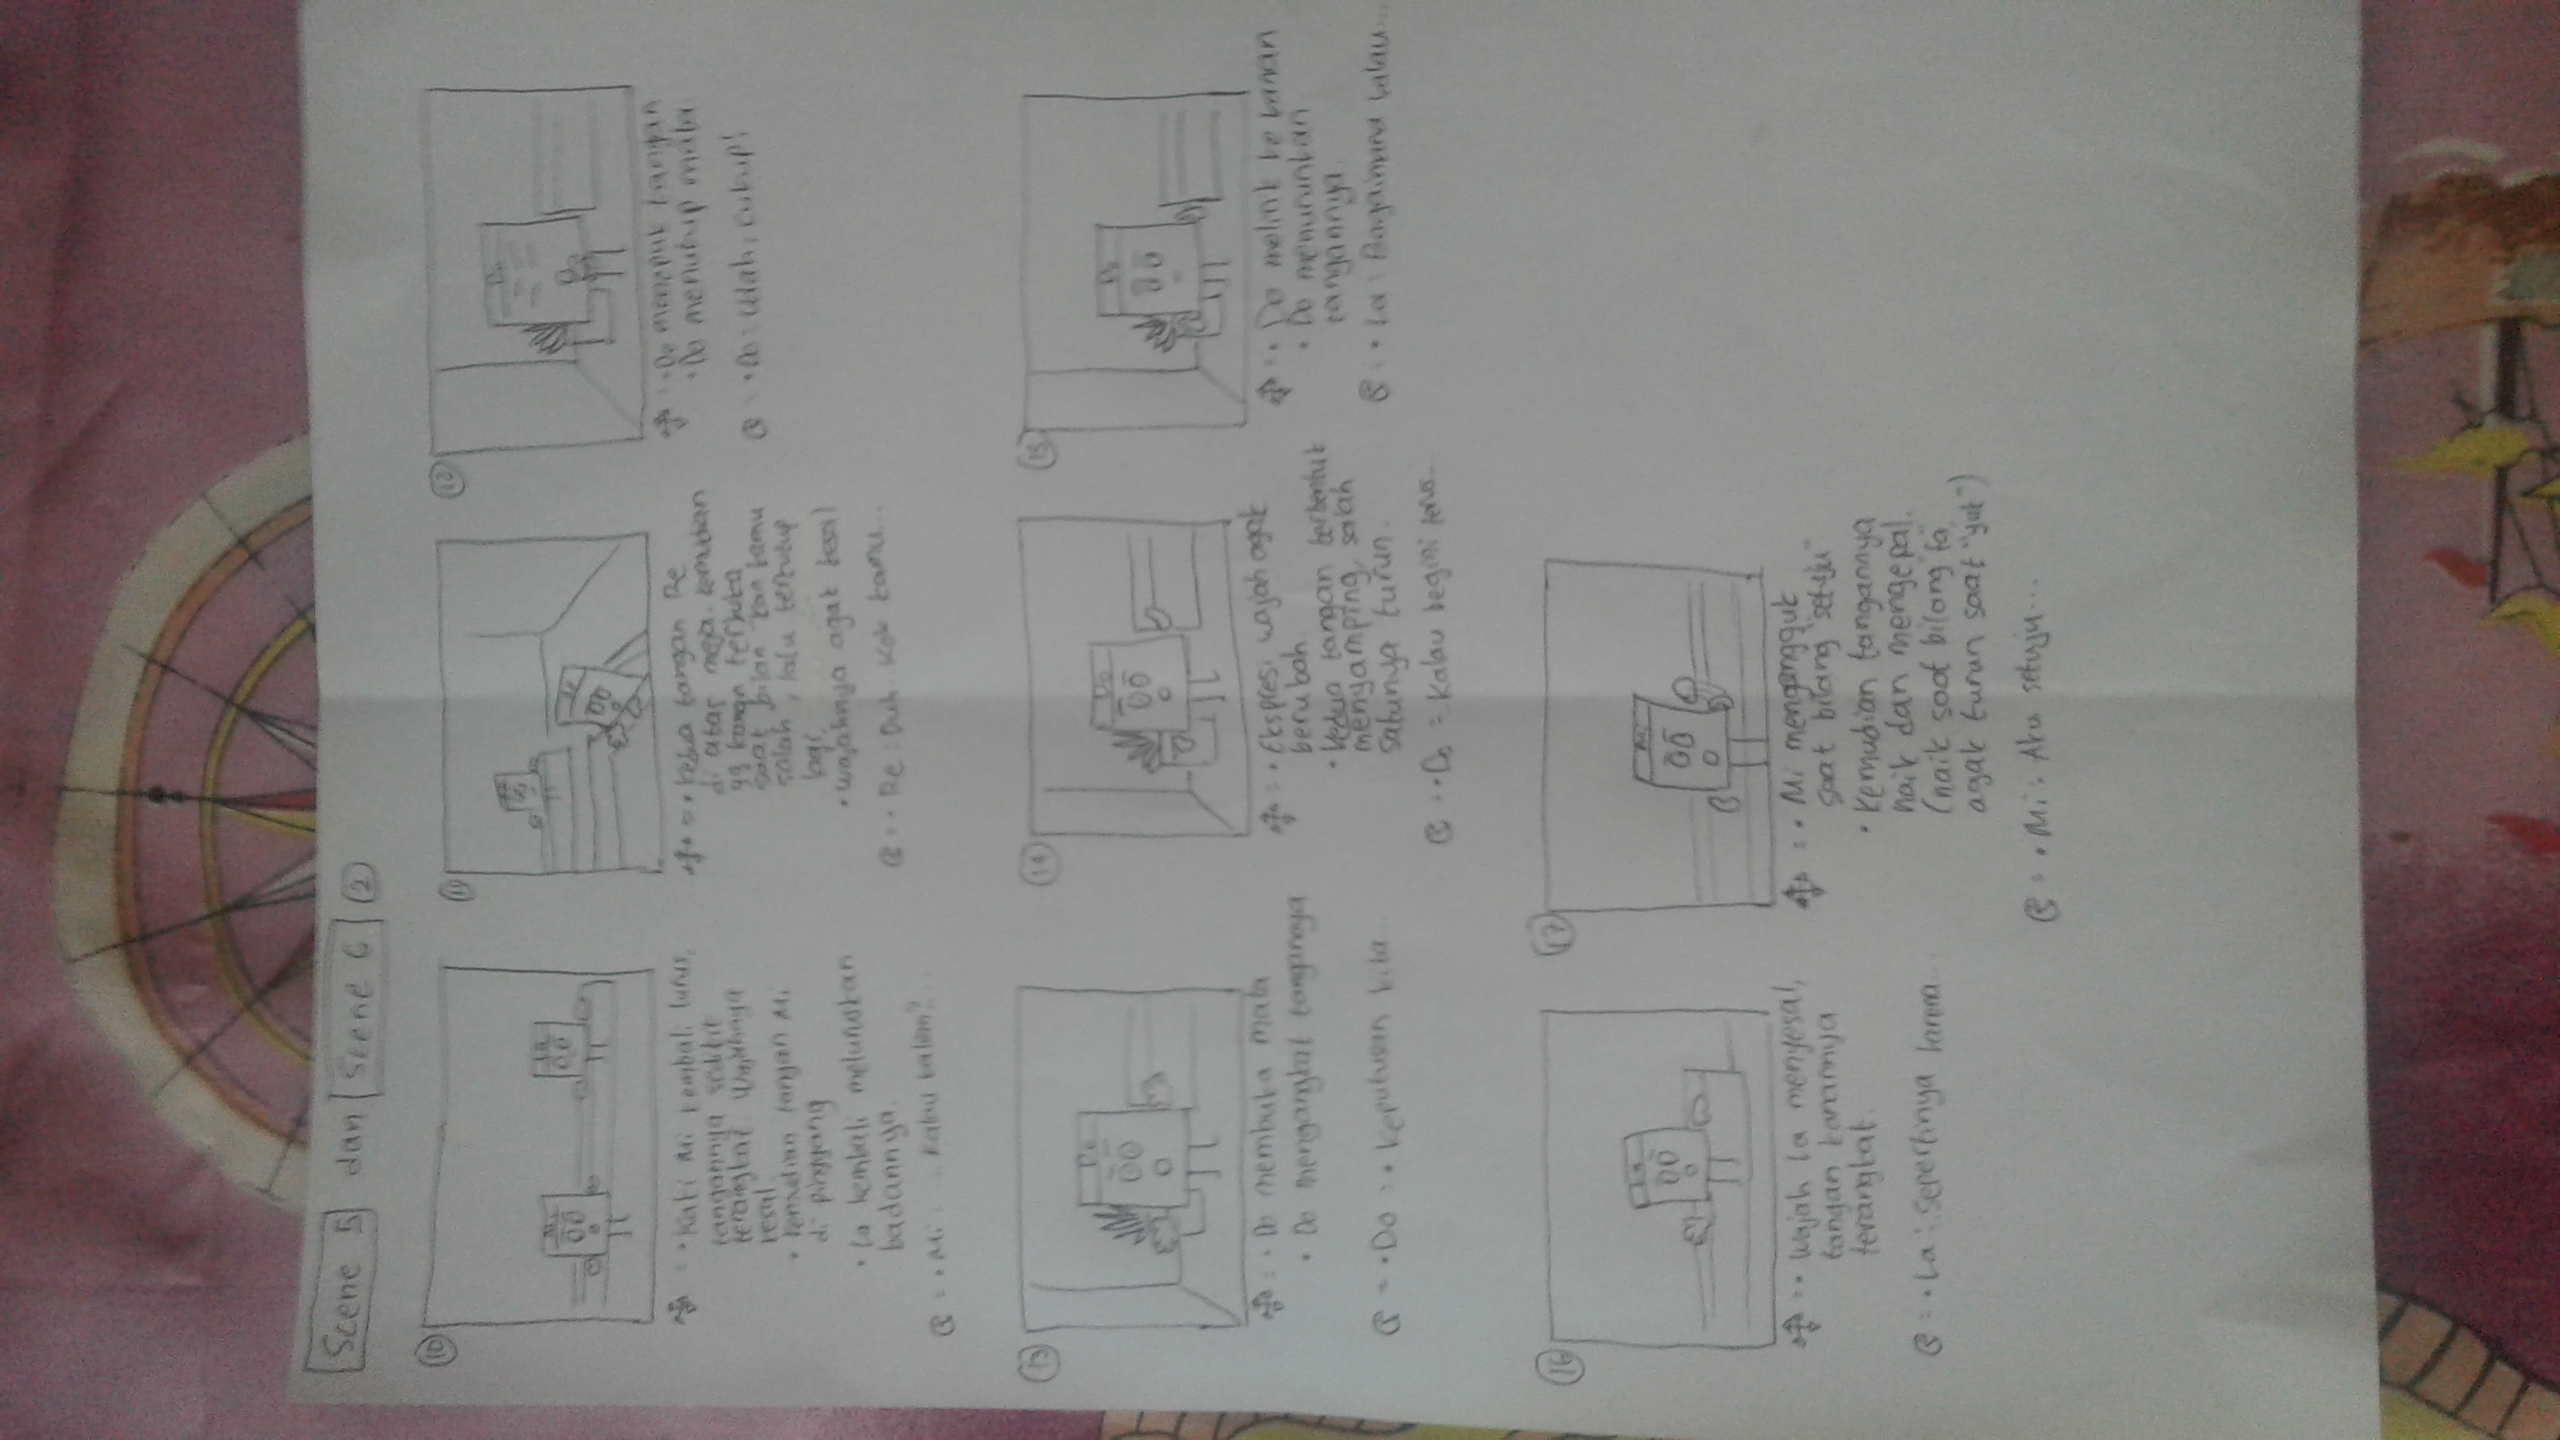 Scene 5 dan Scene 6 (2)
10
Mi
La
= • Kaki Mi kembali lurus,
tangannya sedikit
terangkat. Wajahnya
kesal.
• Kemudian tangan Mi
di pinggang
• La kembali meluruskan
badannya.
= • Mi: ... Kalau kalem?...
11
Re
= • Kedua tangan Re
di atas meja. Kemudian
yg kanan terbuka
saat bilan "kan kamu
salah", lalu tertutup
lagi.
• Wajahnya agak kesal
= • Re: Duh.. Kok kamu...
12
Do
= • Do menepuk tangan
• Do menutup mata
= • Do: Udah, cukup!
13
Do
= • Do membuka mata
• Do mengangkat tangannya
= • Do: • Keputusan kita...
14
Do
= • Ekspresi wajah agak
berubah.
• Kedua tangan terbentuk
menyamping, salah
satunya turun.
= • Do = Kalau begini terus...
15
Do
= • Do melirik ke kanan
• Do menurunkan
tangannya.
= • La: Bagaimana kalau...
16
La
= • Wajah La menyesal,
tangan kanannya
terangkat.
= • La: Sepertinya karena...
17
Mi
= • Mi mengangguk
saat bilang "setuju"
• Kemudian tangannya
naik dan mengepal.
(naik saat bilang "fa",
agak turun saat "yuk")
= • Mi: Aku setuju...